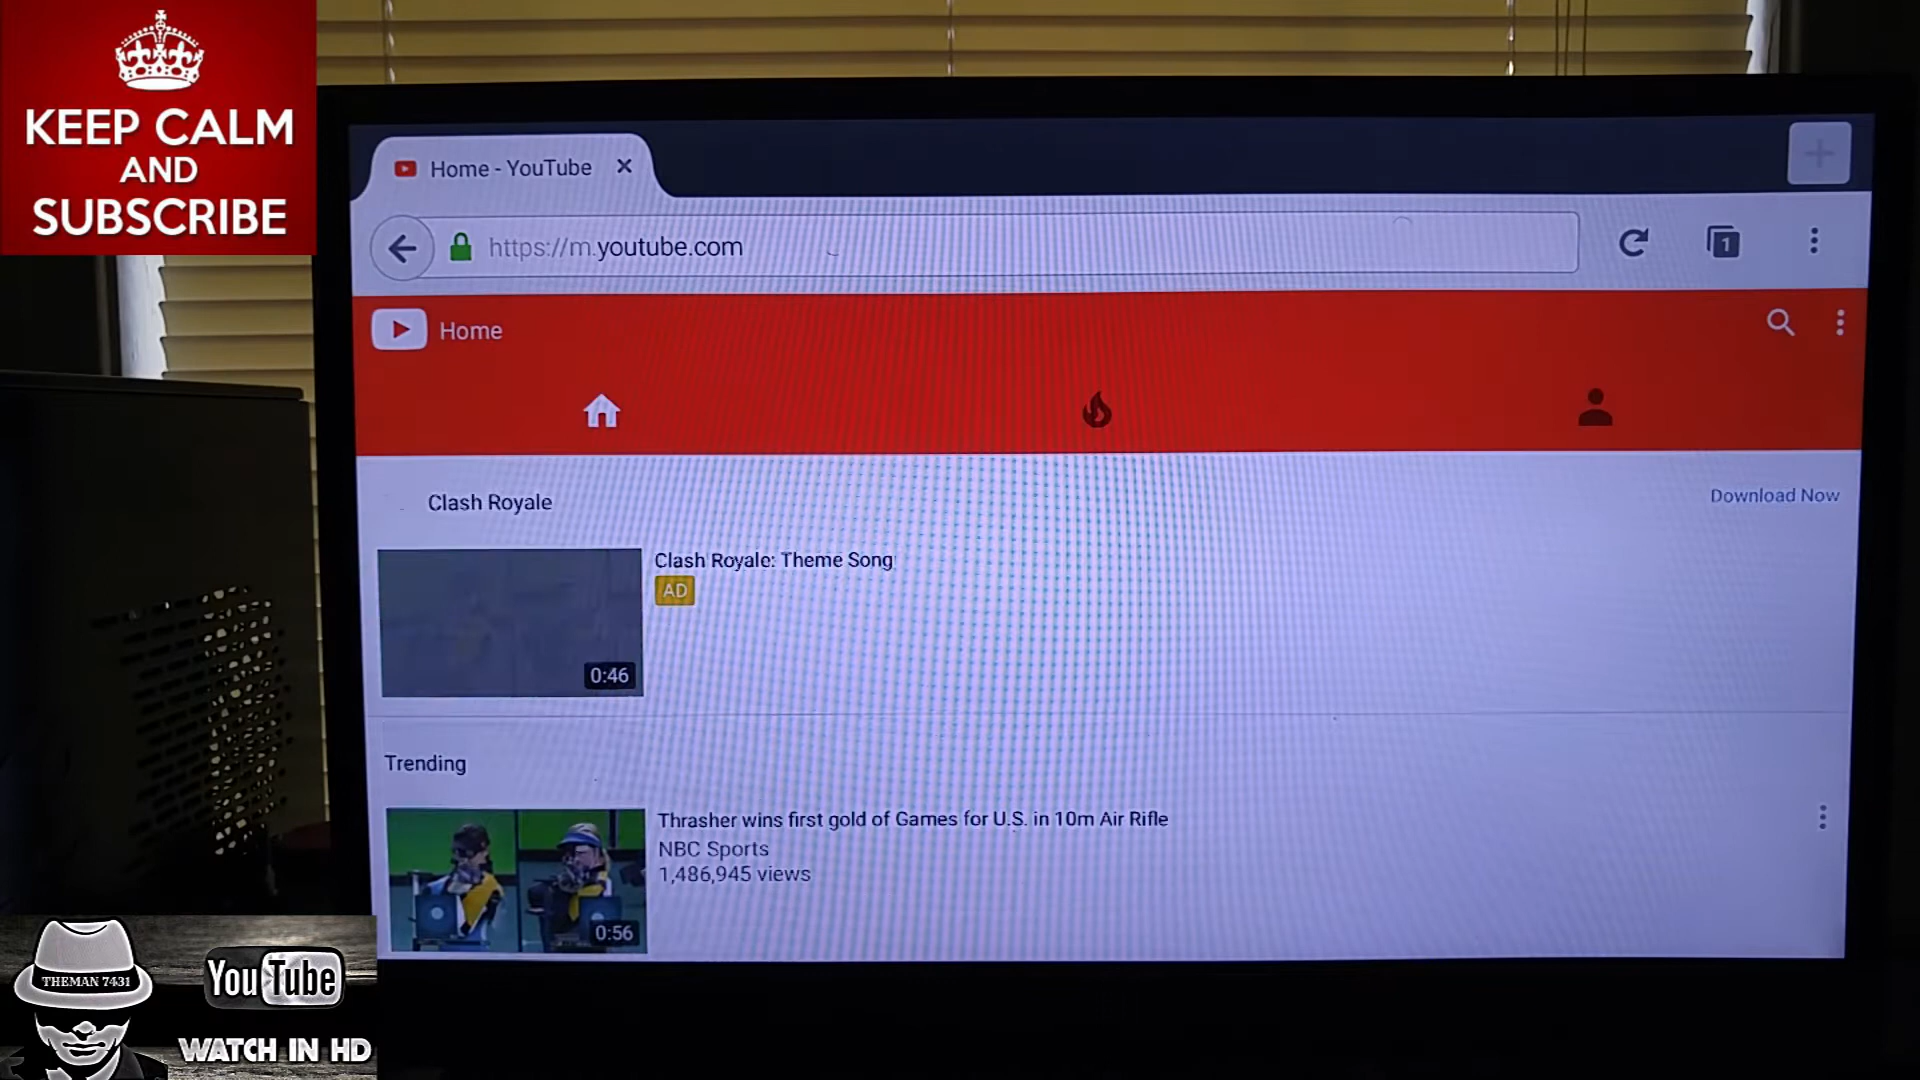 KEEP CALM
AND
SUBSCRIBE
Home - YouTube
https://m.youtube.com
1
Home
Clash Royale
Download Now
Clash Royale: Theme Song
AD
0:46
Trending
Thrasher wins first gold of Games for U.S. in 10m Air Rifle
NBC Sports
1,486,945 views
0:56
THEMAN 7431
YouTube
WATCH IN HD